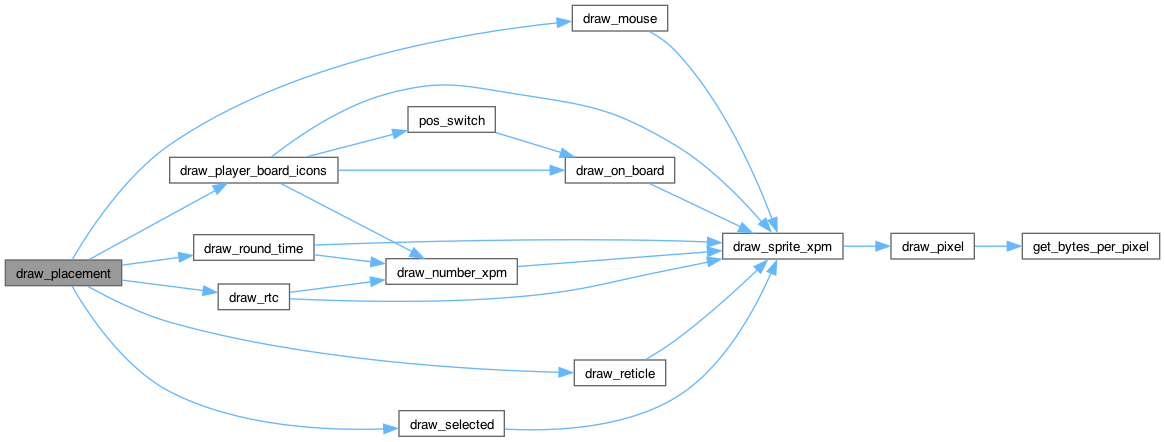 draw_mouse
pos_switch
draw_player_board_icons
draw_on_board
draw_round_time
draw_sprite_xpm
draw_pixel
get_bytes_per_pixel
draw_placement
draw_number_xpm
draw_rtc
draw_reticle
draw_selected